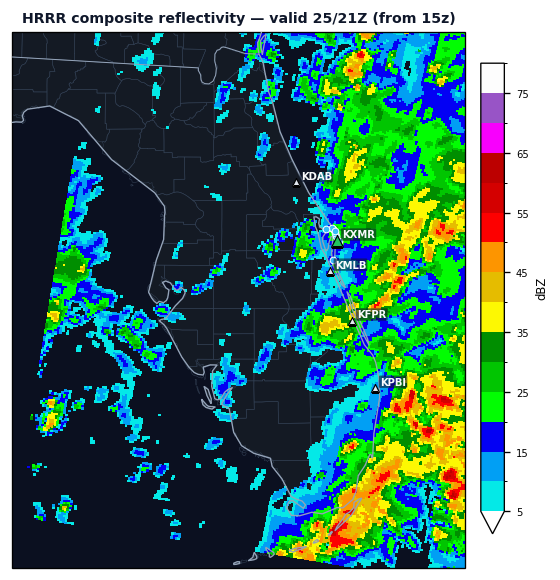 HRRR composite reflectivity — valid 25/21Z (from 15z)
KDAB
KXMR
KMLB
KFPR
KPBI
75
65
55
45
35
25
15
5
dBZ